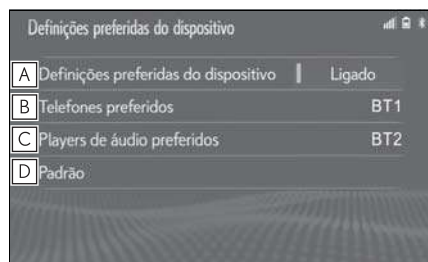 Definições preferidas do dispositivo
A Definições preferidas do dispositivo Ligado
B Telefones preferidos BT1
C Players de áudio preferidos BT2
D Padrão